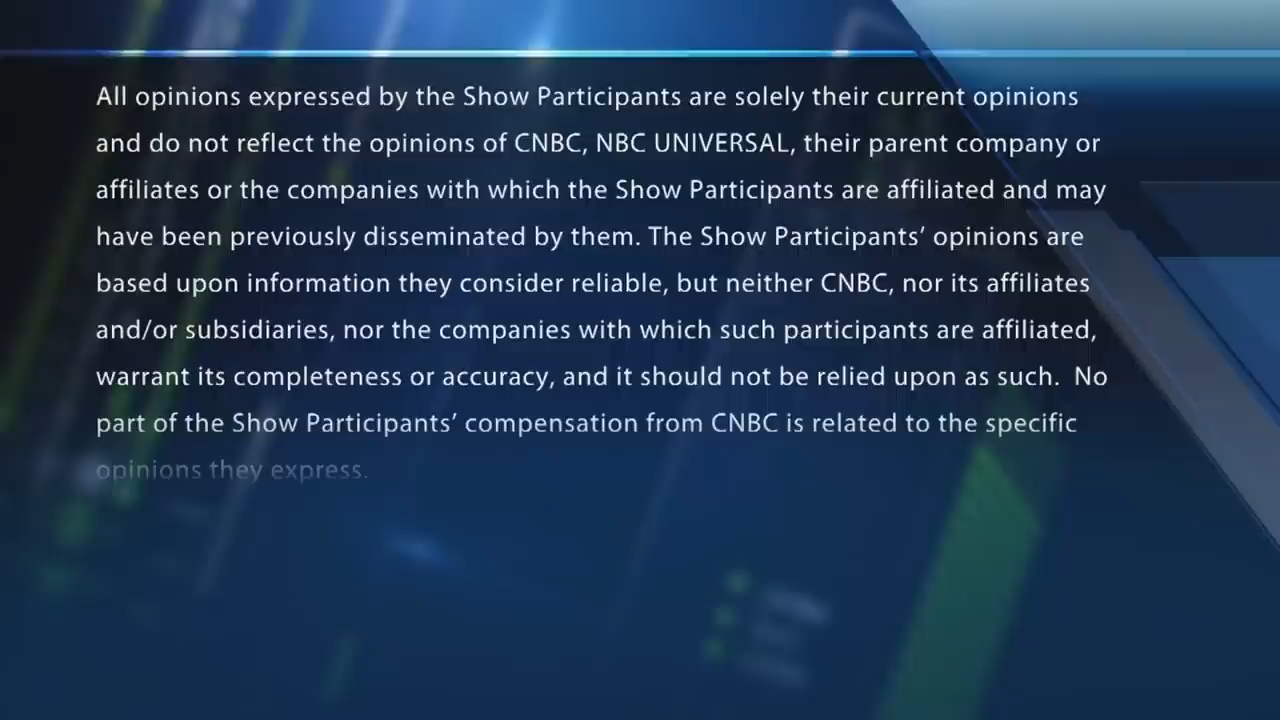 All opinions expressed by the Show Participants are solely their current opinions
and do not reflect the opinions of CNBC, NBC UNIVERSAL, their parent company or
affiliates or the companies with which the Show Participants are affiliated and may
have been previously disseminated by them. The Show Participants’ opinions are
based upon information they consider reliable, but neither CNBC, nor its affiliates
and/or subsidiaries, nor the companies with which such participants are affiliated,
warrant its completeness or accuracy, and it should not be relied upon as such.  No
part of the Show Participants’ compensation from CNBC is related to the specific
opinions they express.